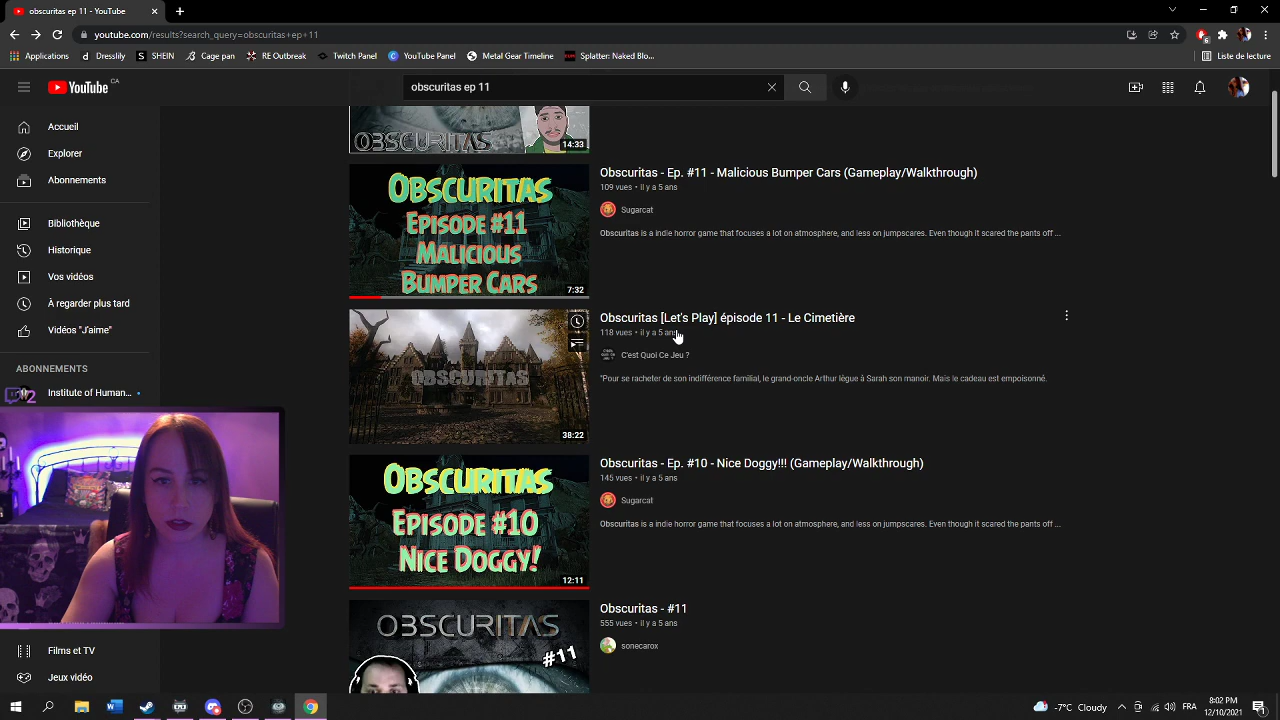 obscuritas ep 11 - YouTube
youtube.com/results?search_query=obscuritas+ep+11
Applications
Dresslily
SHEIN
Cage pan
RE Outbreak
Twitch Panel
YouTube Panel
Metal Gear Timeline
Splatter: Naked Blo...
Liste de lecture
YouTube CA
obscuritas ep 11
Accueil
Explorer
Abonnements
Bibliothèque
Historique
Vos vidéos
À regarder plus tard
Vidéos "J'aime"
ABONNEMENTS
Institute of Human...
2
Films et TV
Jeux vidéo
OBSCURITAS
14:33
OBSCURITAS
EPISODE #11
MALICIOUS
BUMPER CARS
7:32
Obscuritas - Ep. #11 - Malicious Bumper Cars (Gameplay/Walkthrough)
109 vues • il y a 5 ans
Sugarcat
Obscuritas is a indie horror game that focuses a lot on atmosphere, and less on jumpscares. Even though it scared the pants off ...
OBSCURITAS
38:22
Obscuritas [Let's Play] épisode 11 - Le Cimetière
118 vues • il y a 5 ans
C'est Quoi Ce Jeu ?
"Pour se racheter de son indifférence familial, le grand-oncle Arthur lègue à Sarah son manoir. Mais le cadeau est empoisonné.
OBSCURITAS
EPISODE #10
NICE DOGGY!
12:11
Obscuritas - Ep. #10 - Nice Doggy!!! (Gameplay/Walkthrough)
145 vues • il y a 5 ans
Sugarcat
Obscuritas is a indie horror game that focuses a lot on atmosphere, and less on jumpscares. Even though it scared the pants off ...
OBSCURITAS
#11
Obscuritas - #11
555 vues • il y a 5 ans
sonecarox
-7°C Cloudy
FRA
8:02 PM
12/10/2021